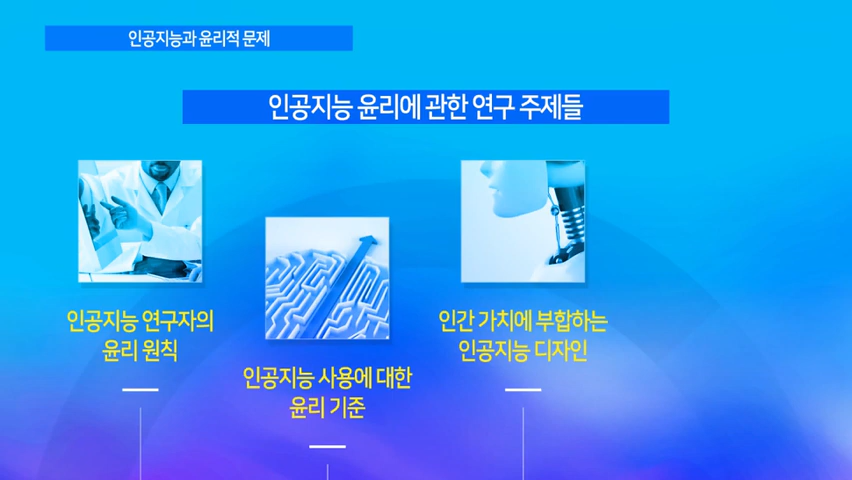 인공지능과 윤리적 문제
인공지능 윤리에 관한 연구 주제들
인공지능 연구자의
윤리 원칙
인공지능 사용에 대한
윤리 기준
인간 가치에 부합하는
인공지능 디자인